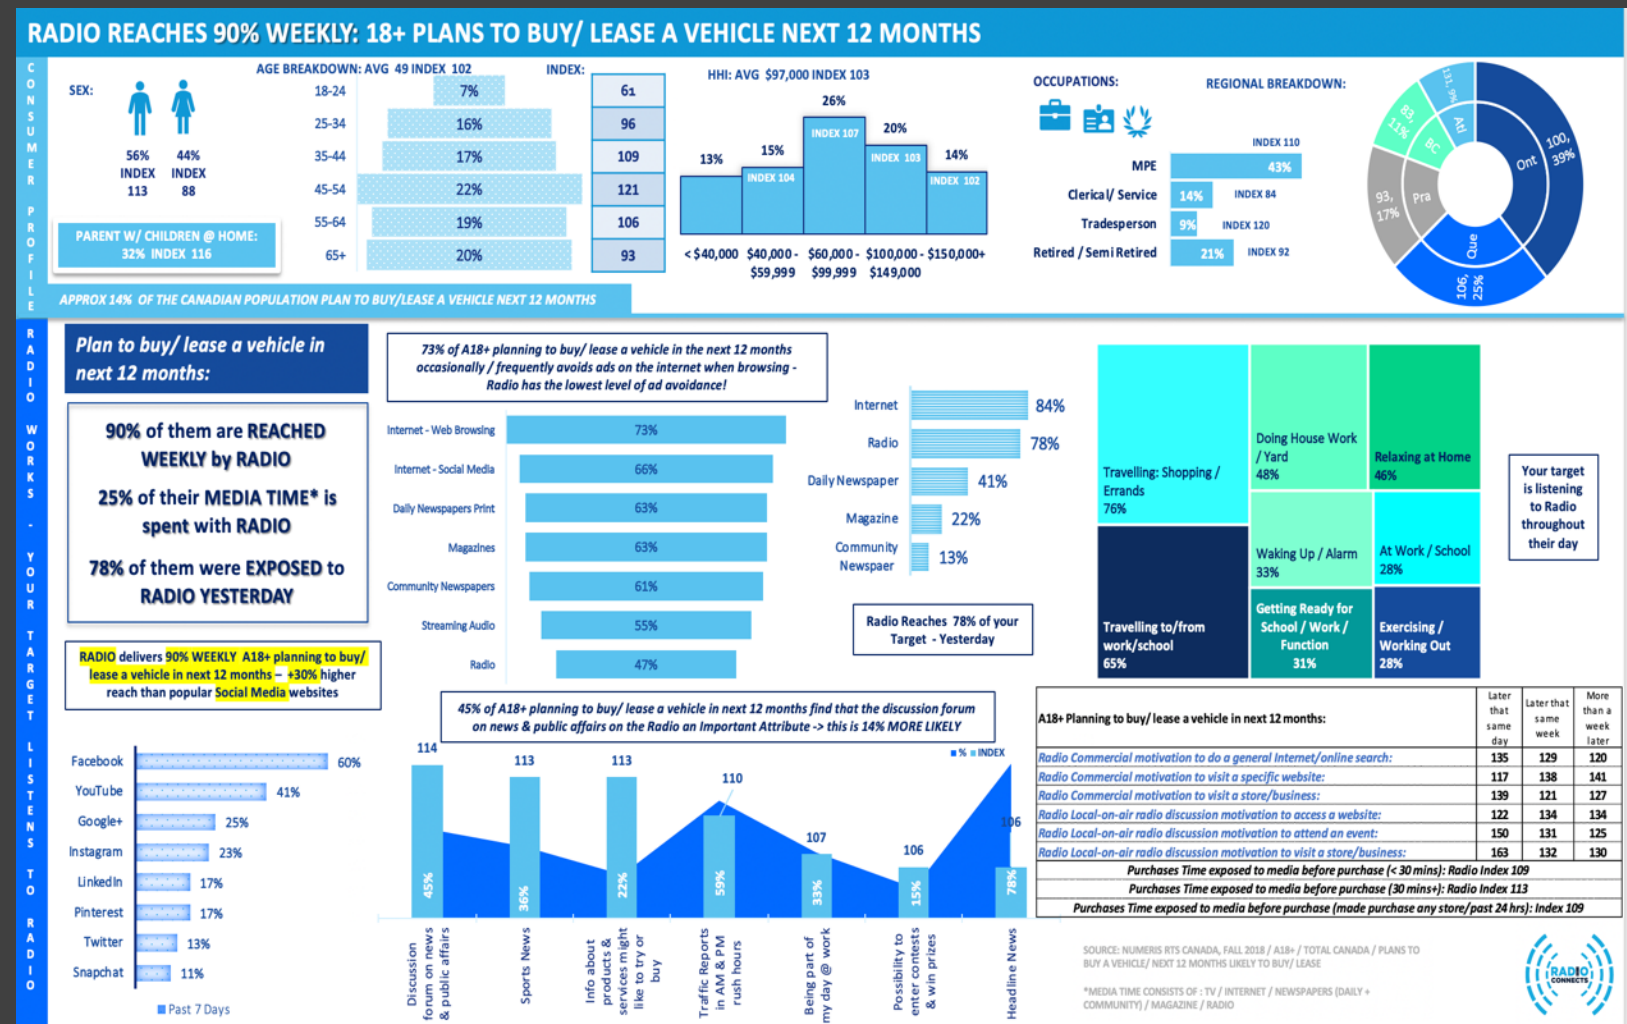 RADIO REACHES 90% WEEKLY: 18+ PLANS TO BUY/ LEASE A VEHICLE NEXT 12 MONTHS
CONSUMER PROFILE
SEX:
56%
INDEX
113
44%
INDEX
88
PARENT W/ CHILDREN @ HOME:
32% INDEX 116
AGE BREAKDOWN: AVG 49 INDEX 102
INDEX:
18-24 7% 61
25-34 16% 96
35-44 17% 109
45-54 22% 121
55-64 19% 106
65+ 20% 93
HHI: AVG $97,000 INDEX 103
13%
15%
INDEX 104
26%
INDEX 107
20%
INDEX 103
14%
INDEX 102
< $40,000
$40,000 -
$59,999
$60,000 -
$99,999
$100,000 -
$149,000
$150,000+
OCCUPATIONS:
MPE 43% INDEX 110
Clerical/ Service 14% INDEX 84
Tradesperson 9% INDEX 120
Retired / Semi Retired 21% INDEX 92
REGIONAL BREAKDOWN:
Ont
100,
39%
Que
106,
25%
Pra
93,
17%
BC
83,
11%
Atl
131, 9%
APPROX 14% OF THE CANADIAN POPULATION PLAN TO BUY/LEASE A VEHICLE NEXT 12 MONTHS
RADIO WORKS - YOUR TARGET LISTENS TO RADIO
Plan to buy/ lease a vehicle in
next 12 months:
90% of them are REACHED
WEEKLY by RADIO
25% of their MEDIA TIME* is
spent with RADIO
78% of them were EXPOSED to
RADIO YESTERDAY
RADIO delivers 90% WEEKLY A18+ planning to buy/
lease a vehicle in next 12 months – +30% higher
reach than popular Social Media websites
Facebook 60%
YouTube 41%
Google+ 25%
Instagram 23%
LinkedIn 17%
Pinterest 17%
Twitter 13%
Snapchat 11%
Past 7 Days
73% of A18+ planning to buy/ lease a vehicle in the next 12 months
occasionally / frequently avoids ads on the internet when browsing -
Radio has the lowest level of ad avoidance!
Internet - Web Browsing 73%
Internet - Social Media 66%
Daily Newspapers Print 63%
Magazines 63%
Community Newspapers 61%
Streaming Audio 55%
Radio 47%
Internet 84%
Radio 78%
Daily Newspaper 41%
Magazine 22%
Community
Newspaer
13%
Radio Reaches 78% of your
Target - Yesterday
Travelling: Shopping /
Errands
76%
Travelling to/from
work/school
65%
Doing House Work
/ Yard
48%
Relaxing at Home
46%
Waking Up / Alarm
33%
At Work / School
28%
Getting Ready for
School / Work /
Function
31%
Exercising /
Working Out
28%
Your target
is listening
to Radio
throughout
their day
45% of A18+ planning to buy/ lease a vehicle in next 12 months find that the discussion forum
on news & public affairs on the Radio an Important Attribute -> this is 14% MORE LIKELY
% INDEX
114
45%
Discussion
forum on news
& public affairs
113
36%
Sports News
113
22%
Info about
products &
services might
like to try or
buy
110
59%
Traffic Reports
in AM & PM
rush hours
107
33%
Being part of
my day @ work
106
15%
Possibility to
enter contests
& win prizes
106
78%
Headline News
A18+ Planning to buy/ lease a vehicle in next 12 months:
Later
that
same
day
Later that
same
week
More
than a
week
later
Radio Commercial motivation to do a general Internet/online search: 135 129 120
Radio Commercial motivation to visit a specific website: 117 138 141
Radio Commercial motivation to visit a store/business: 139 121 127
Radio Local-on-air radio discussion motivation to access a website: 122 134 134
Radio Local-on-air radio discussion motivation to attend an event: 150 131 125
Radio Local-on-air radio discussion motivation to visit a store/business: 163 132 130
Purchases Time exposed to media before purchase (< 30 mins): Radio Index 109
Purchases Time exposed to media before purchase (30 mins+): Radio Index 113
Purchases Time exposed to media before purchase (made purchase any store/past 24 hrs): Index 109
SOURCE: NUMERIS RTS CANADA, FALL 2018 / A18+ / TOTAL CANADA / PLANS TO
BUY A VEHICLE/ NEXT 12 MONTHS LIKELY TO BUY/ LEASE
*MEDIA TIME CONSISTS OF : TV / INTERNET / NEWSPAPERS (DAILY +
COMMUNITY) / MAGAZINE / RADIO
RADIO
CONNECTS